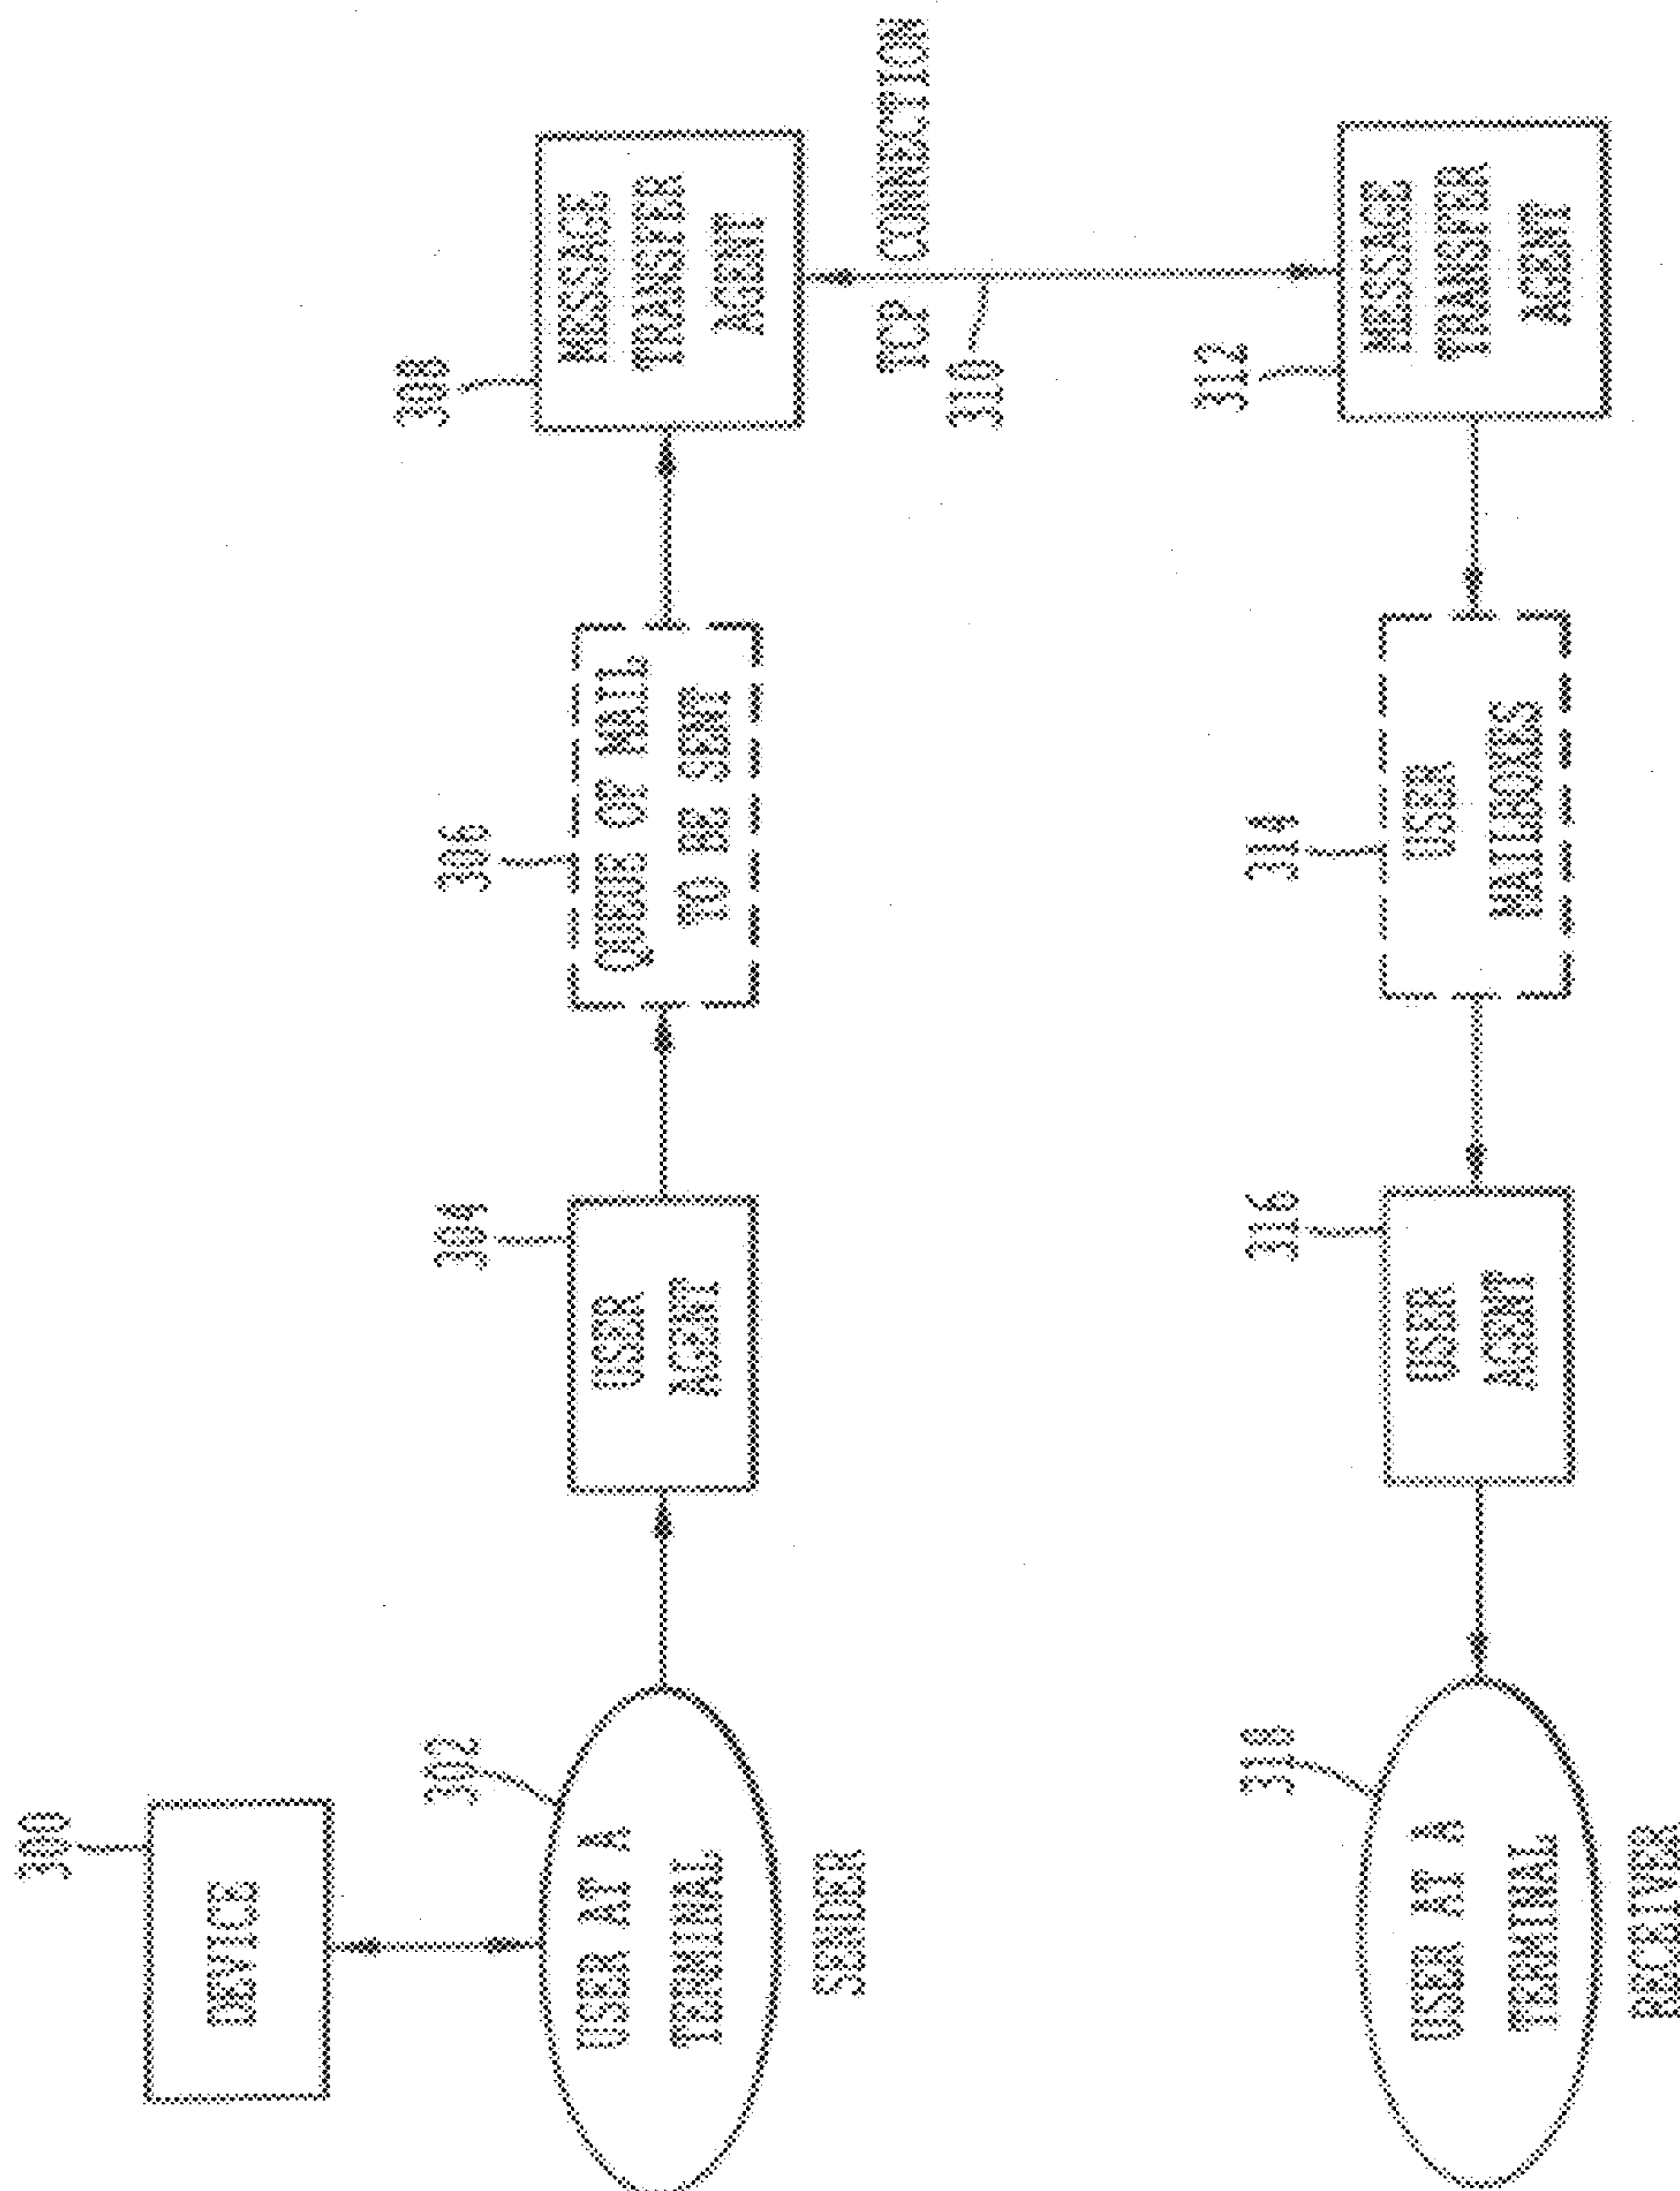 300
DEVICE
302
USER AT A
TERMINAL
SENDER
304
USER
AGENT
306
QUEUE OF MAIL
TO BE SENT
308
MESSAGE
TRANSFER
AGENT
TCP CONNECTION
310
312
MESSAGE
TRANSFER
AGENT
314
USER
MAILBOXES
316
USER
AGENT
318
USER AT A
TERMINAL
RECEIVER